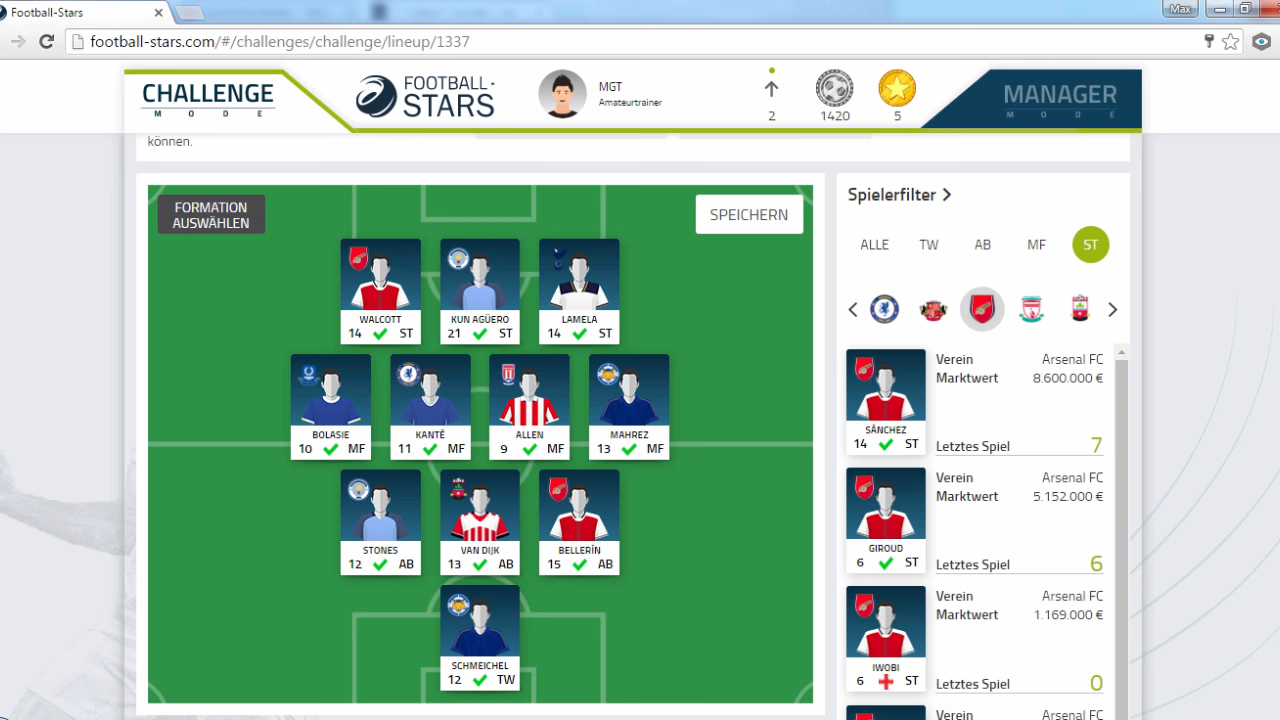 Football-Stars
Max
football-stars.com/#/challenges/challenge/lineup/1337
CHALLENGE
MODE
FOOTBALL-
STARS
MGT
Amateurtrainer
2
1420
5
MANAGER
MODE
können.
FORMATION
AUSWÄHLEN
SPEICHERN
WALCOTT
14 ST
KUN AGÜERO
21 ST
LAMELA
14 ST
BOLASIE
10 MF
KANTÉ
11 MF
ALLEN
9 MF
MAHREZ
13 MF
STONES
12 AB
VAN DIJK
13 AB
BELLERÍN
15 AB
SCHMEICHEL
12 TW
Spielerfilter
ALLE TW AB MF ST
SÁNCHEZ
14 ST
Verein Arsenal FC
Marktwert 8.600.000 €
Letztes Spiel 7
GIROUD
6 ST
Verein Arsenal FC
Marktwert 5.152.000 €
Letztes Spiel 6
IWOBI
6 ST
Verein Arsenal FC
Marktwert 1.169.000 €
Letztes Spiel 0
Verein Arsenal FC